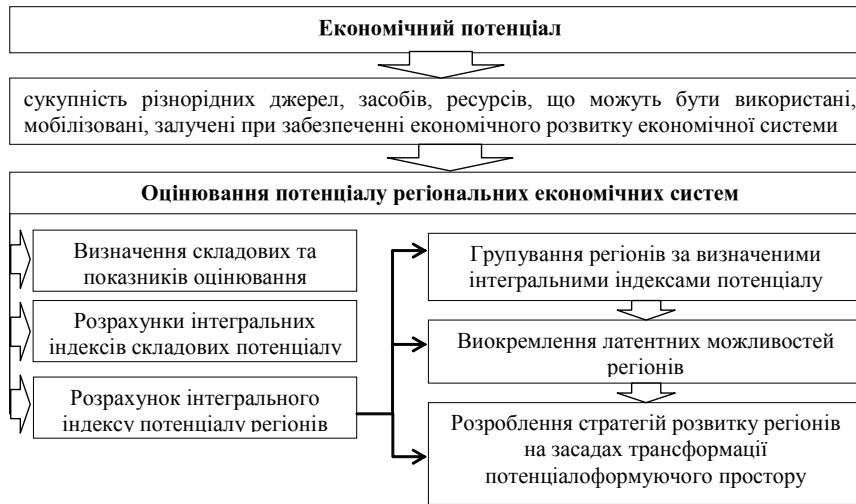 Економічний потенціал
сукупність різнорідних джерел, засобів, ресурсів, що можуть бути використані,
мобілізовані, залучені при забезпеченні економічного розвитку економічної системи
Оцінювання потенціалу регіональних економічних систем
Визначення складових та
показників оцінювання
Розрахунки інтегральних
індексів складових потенціалу
Розрахунок інтегрального
індексу потенціалу регіонів
Групування регіонів за визначеними
інтегральними індексами потенціалу
Виокремлення латентних можливостей
регіонів
Розроблення стратегій розвитку регіонів
на засадах трансформації
потенціалоформуючого простору